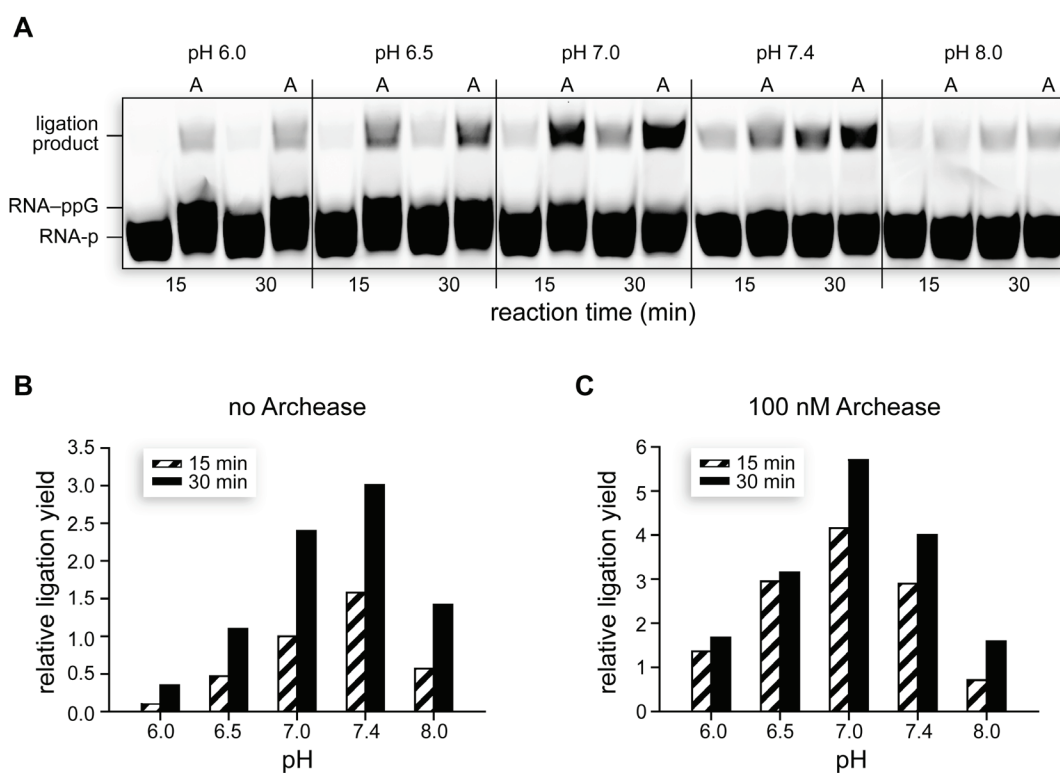 A
pH 6.0 pH 6.5 pH 7.0 pH 7.4 pH 8.0
A A A A A A A A A A
ligation
product
RNA–ppG
RNA-p
15 30 15 30 15 30 15 30 15 30
reaction time (min)
B
no Archease
3.5
3.0
2.5
2.0
1.5
1.0
0.5
0.0
relative ligation yield
15 min
30 min
6.0 6.5 7.0 7.4 8.0
pH
C
100 nM Archease
6
5
4
3
2
1
0
relative ligation yield
15 min
30 min
6.0 6.5 7.0 7.4 8.0
pH